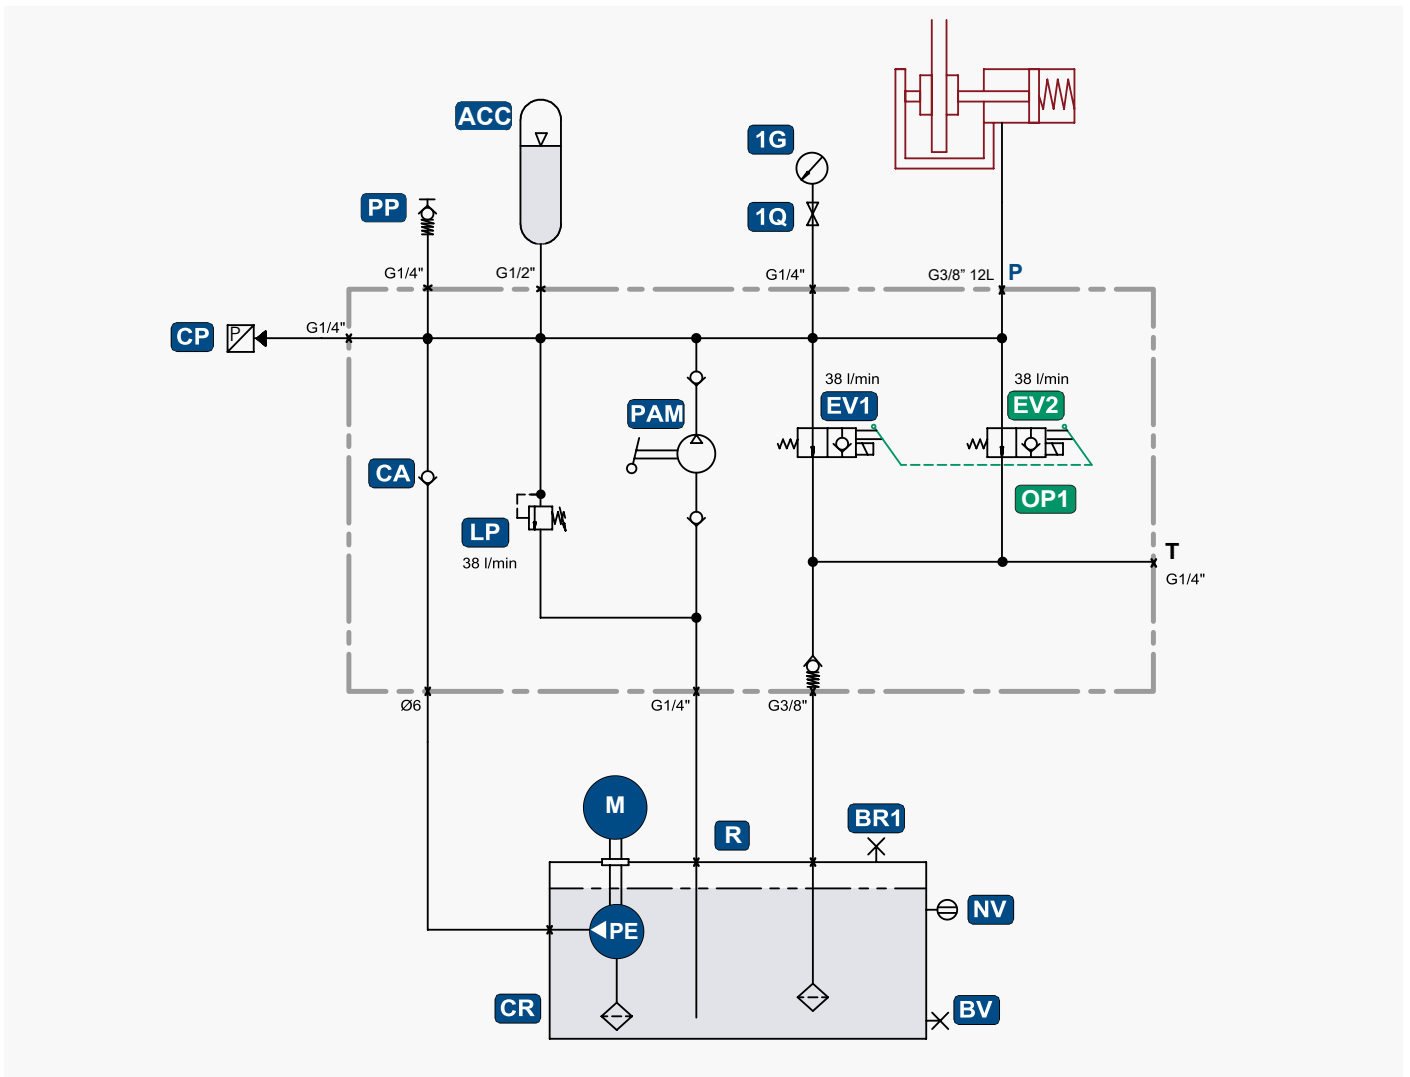 ACC
1G
PP
1Q
G1/4"
G1/2"
G1/4"
G3/8” 12L
P
CP
P
G1/4"
38 l/min
38 l/min
PAM
EV1
EV2
CA
OP1
LP
38 l/min
T
G1/4"
Ø6
G1/4"
G3/8"
M
R
BR1
NV
PE
CR
BV